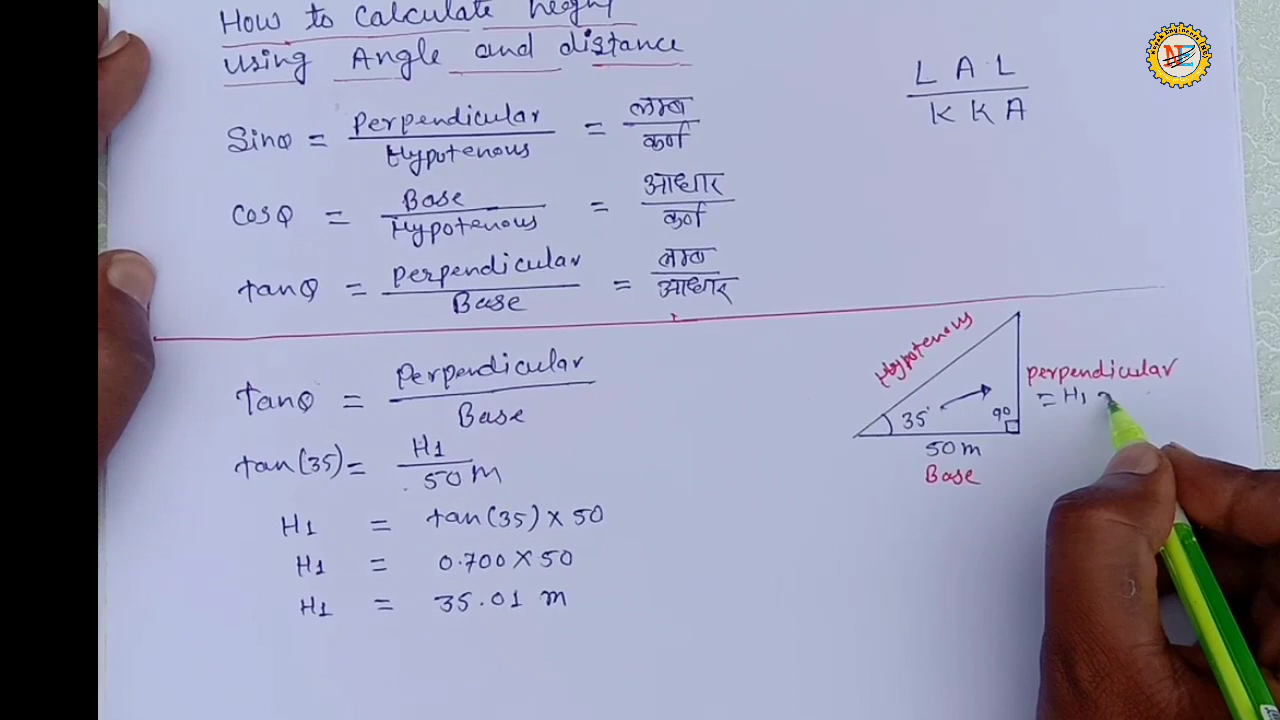 How to calculate height
using Angle and distance
L A L
K K A
Sinθ = Perpendicular / Hypotenous = लम्ब / कर्ण
cosθ = Base / Hypotenous = आधार / कर्ण
tanθ = Perpendicular / Base = लम्ब / आधार
tanθ = Perpendicular / Base
tan(35) = H1 / 50 m
H1 = tan(35) × 50
H1 = 0.700 × 50
H1 = 35.01 m
Hypotenous
perpendicular
= H1 =
35°
90
50 m
Base
NE